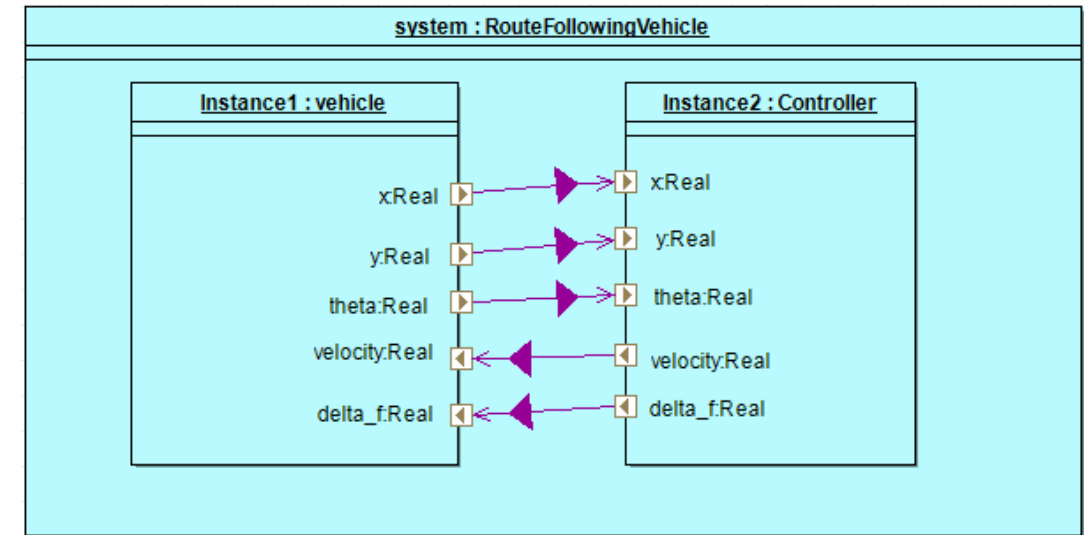 system : RouteFollowingVehicle
Instance1 : vehicle
x:Real
y:Real
theta:Real
velocity:Real
delta_f:Real
Instance2 : Controller
x:Real
y:Real
theta:Real
velocity:Real
delta_f:Real